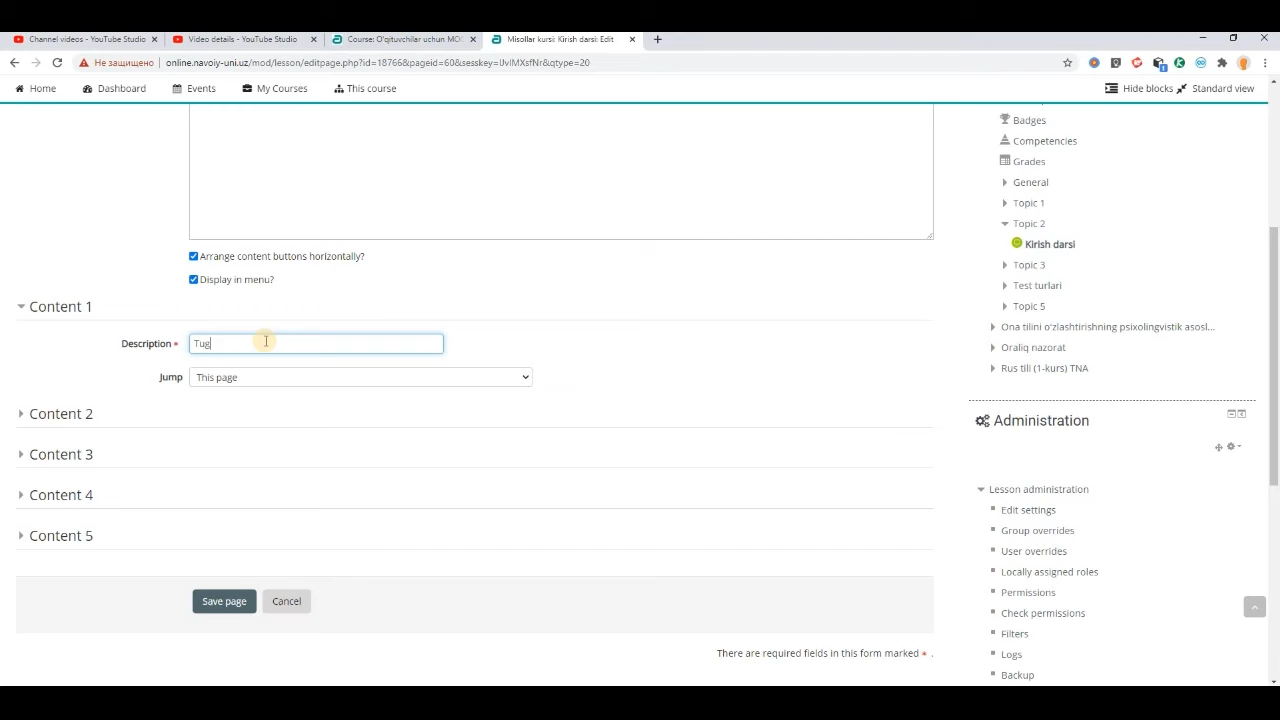 Channel videos - YouTube Studio
Video details - YouTube Studio
Course: O'qituvchilar uchun MO
Misollar kursi: Kirish darsi: Edit
Не защищено
online.navoiy-uni.uz/mod/lesson/editpage.php?id=18766&pageid=60&sesskey=iJvIMXsfNr&qtype=20
Home
Dashboard
Events
My Courses
This course
Hide blocks
Standard view
Badges
Competencies
Grades
General
Topic 1
Topic 2
Kirish darsi
Topic 3
Test turlari
Topic 5
Ona tilini o'zlashtirishning psixolingvistik asosl...
Oraliq nazorat
Rus tili (1-kurs) TNA
Arrange content buttons horizontally?
Display in menu?
Content 1
Description
Tug
Jump
This page
Content 2
Content 3
Content 4
Content 5
Save page
Cancel
There are required fields in this form marked * .
Administration
Lesson administration
Edit settings
Group overrides
User overrides
Locally assigned roles
Permissions
Check permissions
Filters
Logs
Backup